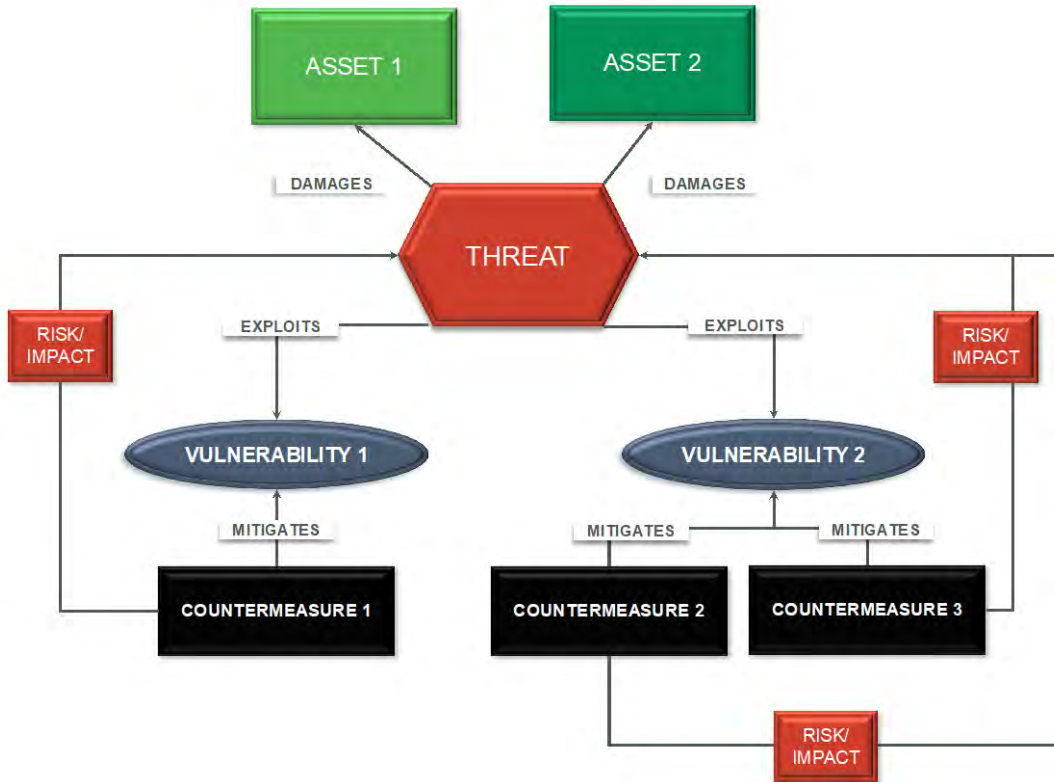 ASSET 1
ASSET 2
DAMAGES
DAMAGES
THREAT
EXPLOITS
EXPLOITS
RISK/
IMPACT
RISK/
IMPACT
VULNERABILITY 1
VULNERABILITY 2
MITIGATES
MITIGATES
MITIGATES
COUNTERMEASURE 1
COUNTERMEASURE 2
COUNTERMEASURE 3
RISK/
IMPACT